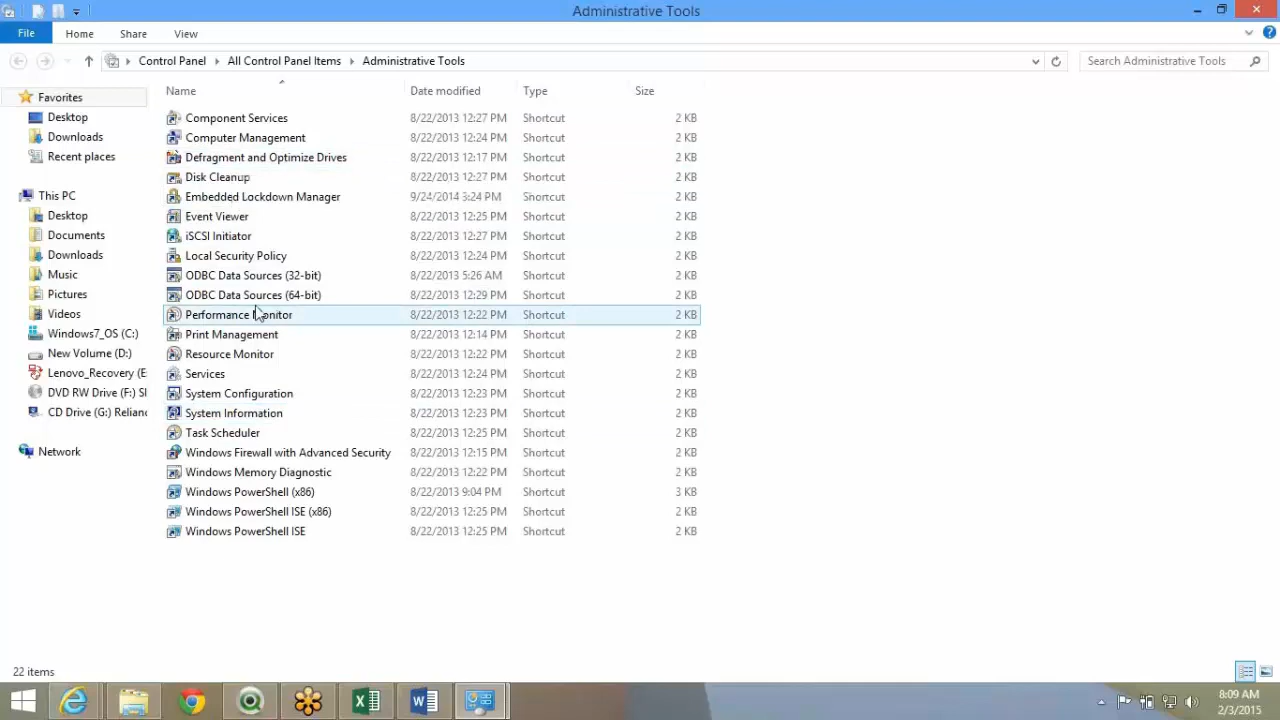 Administrative Tools
File Home Share View
Control Panel All Control Panel Items Administrative Tools Search Administrative Tools
Name Date modified Type Size
Favorites
Desktop
Downloads
Recent places
This PC
Desktop
Documents
Downloads
Music
Pictures
Videos
Windows7_OS (C:)
New Volume (D:)
Lenovo_Recovery (E
DVD RW Drive (F:) SI
CD Drive (G:) Relianc
Network
Component Services 8/22/2013 12:27 PM Shortcut 2 KB
Computer Management 8/22/2013 12:24 PM Shortcut 2 KB
Defragment and Optimize Drives 8/22/2013 12:17 PM Shortcut 2 KB
Disk Cleanup 8/22/2013 12:27 PM Shortcut 2 KB
Embedded Lockdown Manager 9/24/2014 3:24 PM Shortcut 2 KB
Event Viewer 8/22/2013 12:25 PM Shortcut 2 KB
iSCSI Initiator 8/22/2013 12:27 PM Shortcut 2 KB
Local Security Policy 8/22/2013 12:24 PM Shortcut 2 KB
ODBC Data Sources (32-bit) 8/22/2013 5:26 AM Shortcut 2 KB
ODBC Data Sources (64-bit) 8/22/2013 12:29 PM Shortcut 2 KB
Performance Monitor 8/22/2013 12:22 PM Shortcut 2 KB
Print Management 8/22/2013 12:14 PM Shortcut 2 KB
Resource Monitor 8/22/2013 12:22 PM Shortcut 2 KB
Services 8/22/2013 12:23 PM Shortcut 2 KB
System Configuration 8/22/2013 12:23 PM Shortcut 2 KB
System Information 8/22/2013 12:23 PM Shortcut 2 KB
Task Scheduler 8/22/2013 12:25 PM Shortcut 2 KB
Windows Firewall with Advanced Security 8/22/2013 12:15 PM Shortcut 2 KB
Windows Memory Diagnostic 8/22/2013 12:22 PM Shortcut 2 KB
Windows PowerShell (x86) 8/22/2013 9:04 PM Shortcut 3 KB
Windows PowerShell ISE (x86) 8/22/2013 12:25 PM Shortcut 2 KB
Windows PowerShell ISE 8/22/2013 12:25 PM Shortcut 2 KB
22 items
8:09 AM
2/3/2015